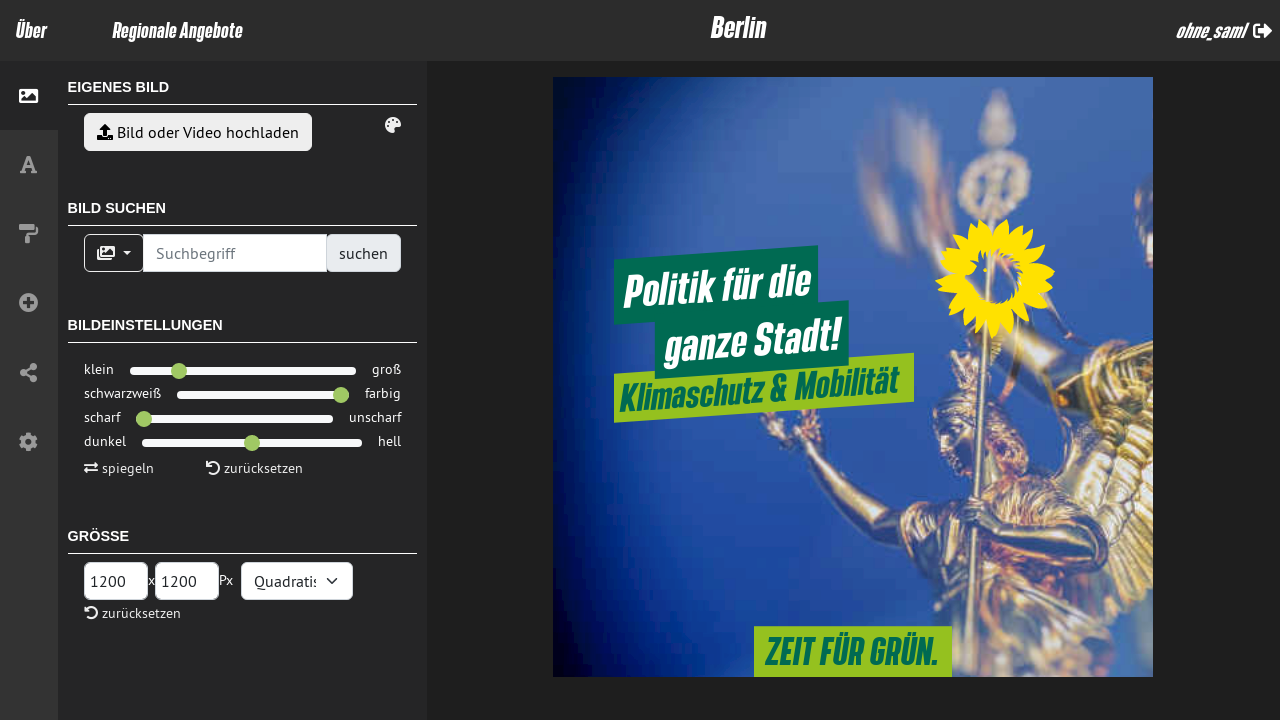 Über
Regionale Angebote
Berlin
ohne_saml
EIGENES BILD
Bild oder Video hochladen
BILD SUCHEN
Suchbegriff
suchen
BILDEINSTELLUNGEN
klein
groß
schwarzweiß
farbig
scharf
unscharf
dunkel
hell
spiegeln
zurücksetzen
GRÖSSE
1200 x 1200 Px
Quadratis
zurücksetzen
Politik für die
ganze Stadt!
Klimaschutz & Mobilität
ZEIT FÜR GRÜN.